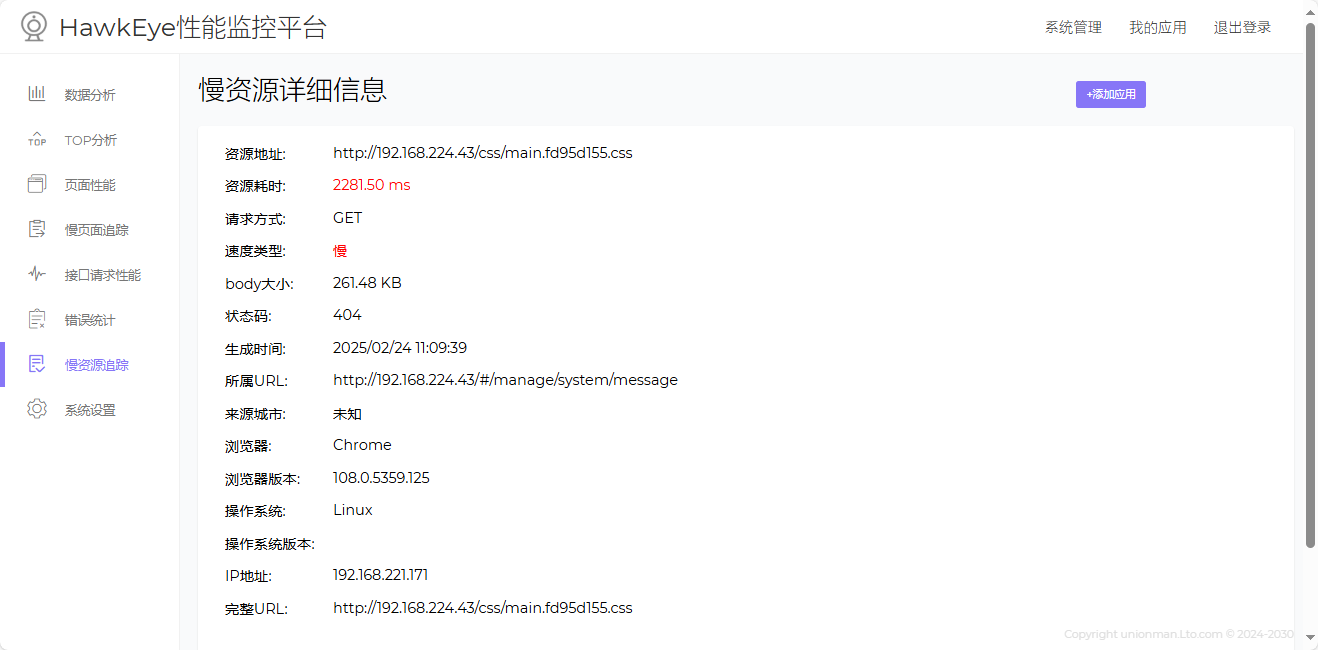 HawkEye性能监控平台
系统管理 我的应用 退出登录
数据分析
TOP分析
页面性能
慢页面追踪
接口请求性能
错误统计
慢资源追踪
系统设置
慢资源详细信息
+添加应用
资源地址: http://192.168.224.43/css/main.fd95d155.css
资源耗时: 2281.50 ms
请求方式: GET
速度类型: 慢
body大小: 261.48 KB
状态码: 404
生成时间: 2025/02/24 11:09:39
所属URL: http://192.168.224.43/#/manage/system/message
来源城市: 未知
浏览器: Chrome
浏览器版本: 108.0.5359.125
操作系统: Linux
操作系统版本:
IP地址: 192.168.221.171
完整URL: http://192.168.224.43/css/main.fd95d155.css
Copyright unionman.Lto.com © 2024-2030